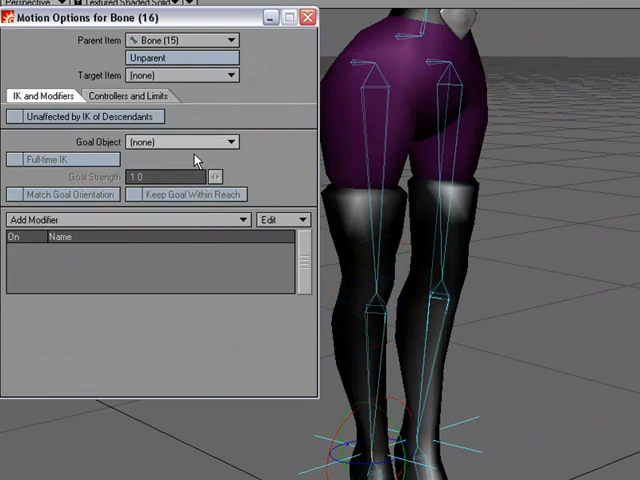 Perspective
Textured Shaded Solid
Motion Options for Bone (16)
Parent Item
Bone (15)
Unparent
Target Item
(none)
IK and Modifiers
Controllers and Limits
Unaffected by IK of Descendants
Goal Object
(none)
Full-time IK
Goal Strength
1.0
Match Goal Orientation
Keep Goal Within Reach
Add Modifier
Edit
On
Name